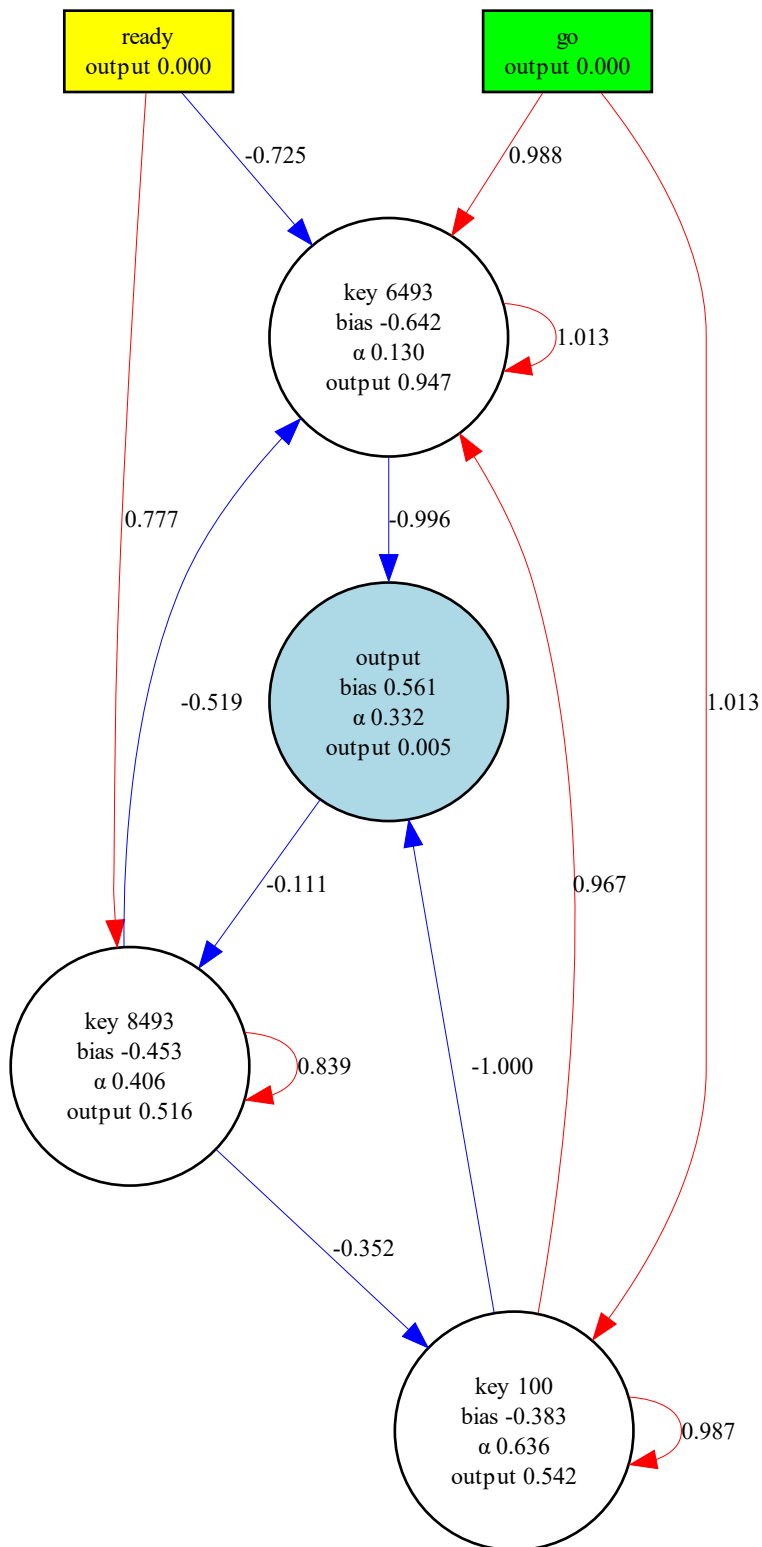 ready
output 0.000
go
output 0.000
-0.725
0.988
key 6493
bias -0.642
α 0.130
output 0.947
1.013
0.777
-0.996
-0.519
output
bias 0.561
α 0.332
output 0.005
1.013
-0.111
0.967
key 8493
bias -0.453
α 0.406
output 0.516
0.839
-1.000
-0.352
key 100
bias -0.383
α 0.636
output 0.542
0.987